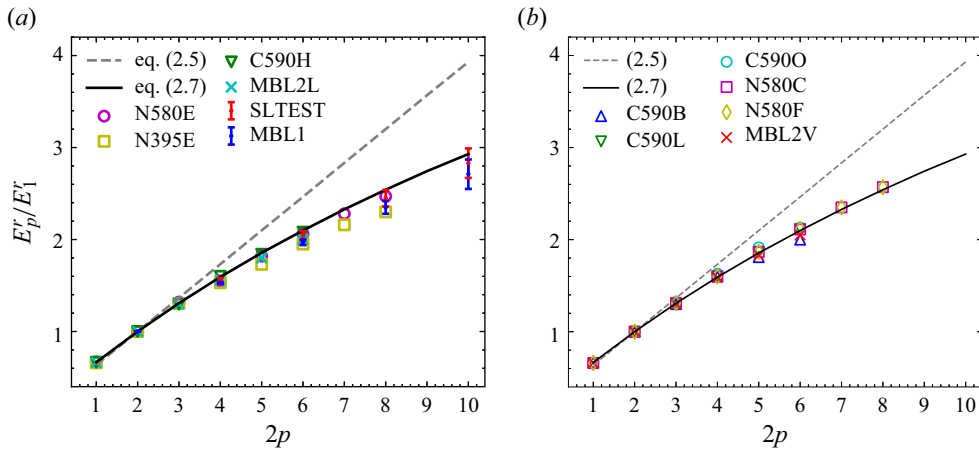 (a)
4
3
2
1
E_p^r/E_1^r
eq. (2.5)
eq. (2.7)
N580E
N395E
C590H
MBL2L
SLTEST
MBL1
1 2 3 4 5 6 7 8 9 10
2p
(b)
4
3
2
1
(2.5)
(2.7)
C590B
C590L
C590O
N580C
N580F
MBL2V
1 2 3 4 5 6 7 8 9 10
2p